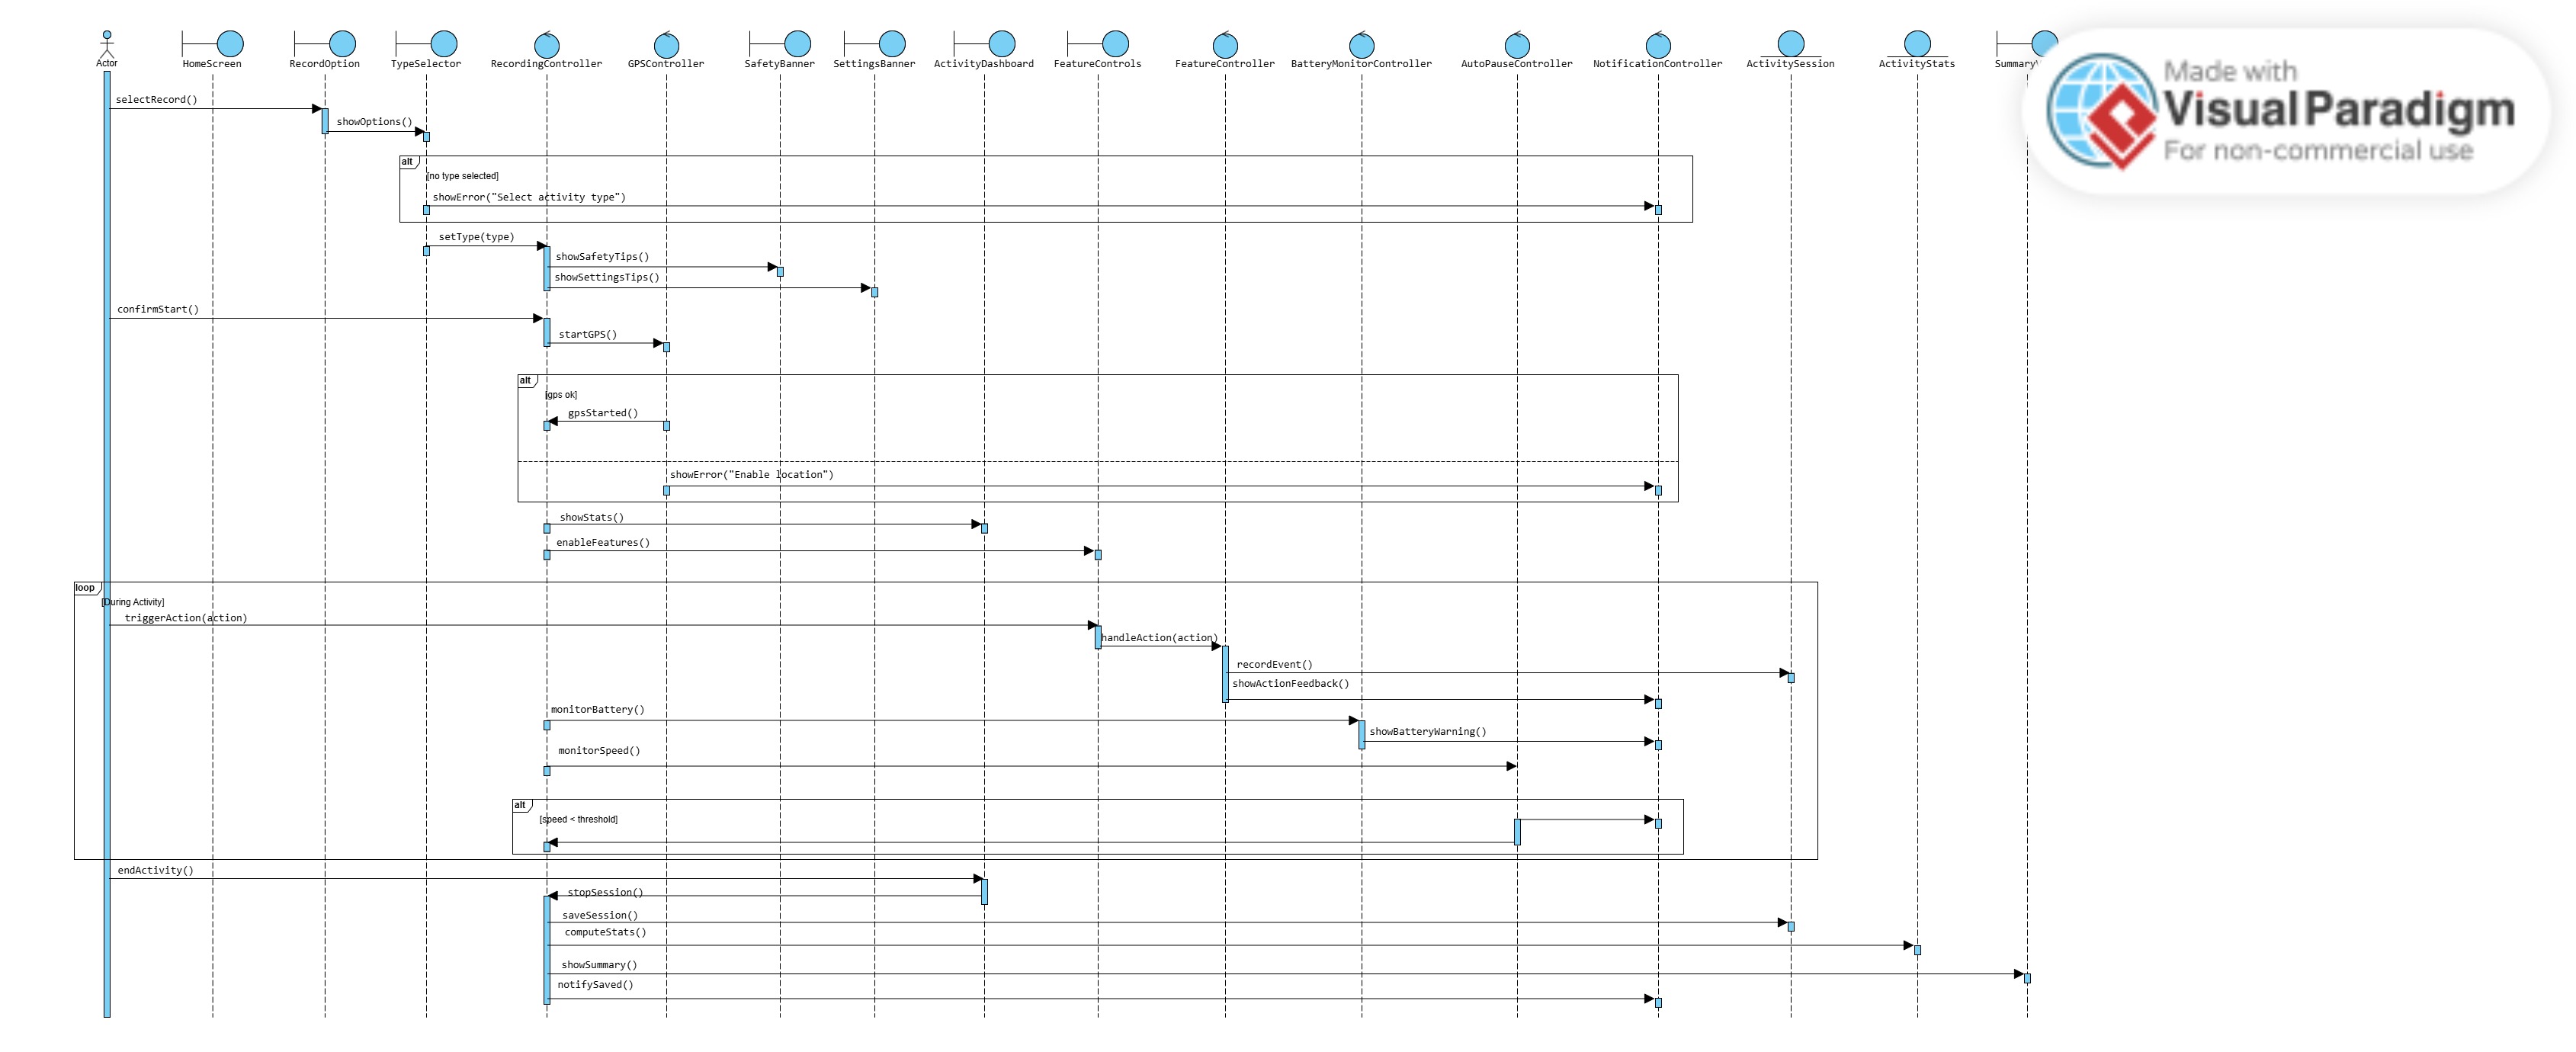 Actor
HomeScreen
RecordOption
TypeSelector
RecordingController
GPSController
SafetyBanner
SettingsBanner
ActivityDashboard
FeatureControls
FeatureController
BatteryMonitorController
AutoPauseController
NotificationController
ActivitySession
ActivityStats
Made with
Visual Paradigm
For non-commercial use
selectRecord()
showOptions()
alt
[no type selected]
showError("Select activity type")
setType(type)
showSafetyTips()
showSettingsTips()
confirmStart()
startGPS()
alt
[gps ok]
gpsStarted()
showError("Enable location")
showStats()
enableFeatures()
loop
[During Activity]
triggerAction(action)
handleAction(action)
recordEvent()
showActionFeedback()
monitorBattery()
showBatteryWarning()
monitorSpeed()
alt
[speed < threshold]
endActivity()
stopSession()
saveSession()
computeStats()
showSummary()
notifySaved()